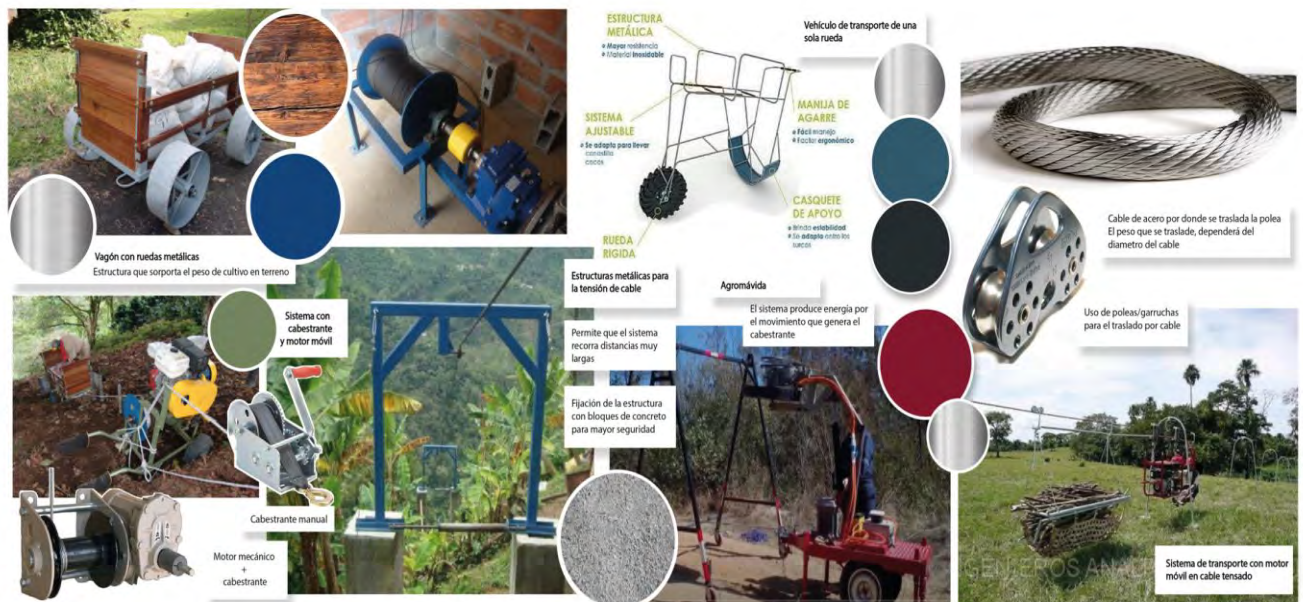 Vagón con ruedas metálicas
Estructura que sorporta el peso de cultivo en terreno
Sistema con
cabestrante
y motor móvil
Cabestrante manual
Motor mecánico
+
cabestrante
ESTRUCTURA
METÁLICA
Mayor resistencia
Material inoxidable
SISTEMA
AJUSTABLE
Se adapta para llevar
canastilla
cocos
RUEDA
RIGIDA
MANIJA DE
AGARRE
Fácil manejo
Factor ergonómico
CASQUETE
DE APOYO
Brinda estabilidad
Se adapta entre los
surcos
Vehículo de transporte de una
sola rueda
Estructuras metálicas para
la tensión de cable
Permite que el sistema
recorra distancias muy
largas
Fijación de la estructura
con bloques de concreto
para mayor seguridad
Agromávida
El sistema produce energía por
el movimiento que genera el
cabestrante
Cable de acero por donde se traslada la polea
El peso que se traslade, dependerá del
diametro del cable
Uso de poleas/garruchas
para el traslado por cable
Sistema de transporte con motor
móvil en cable tensado